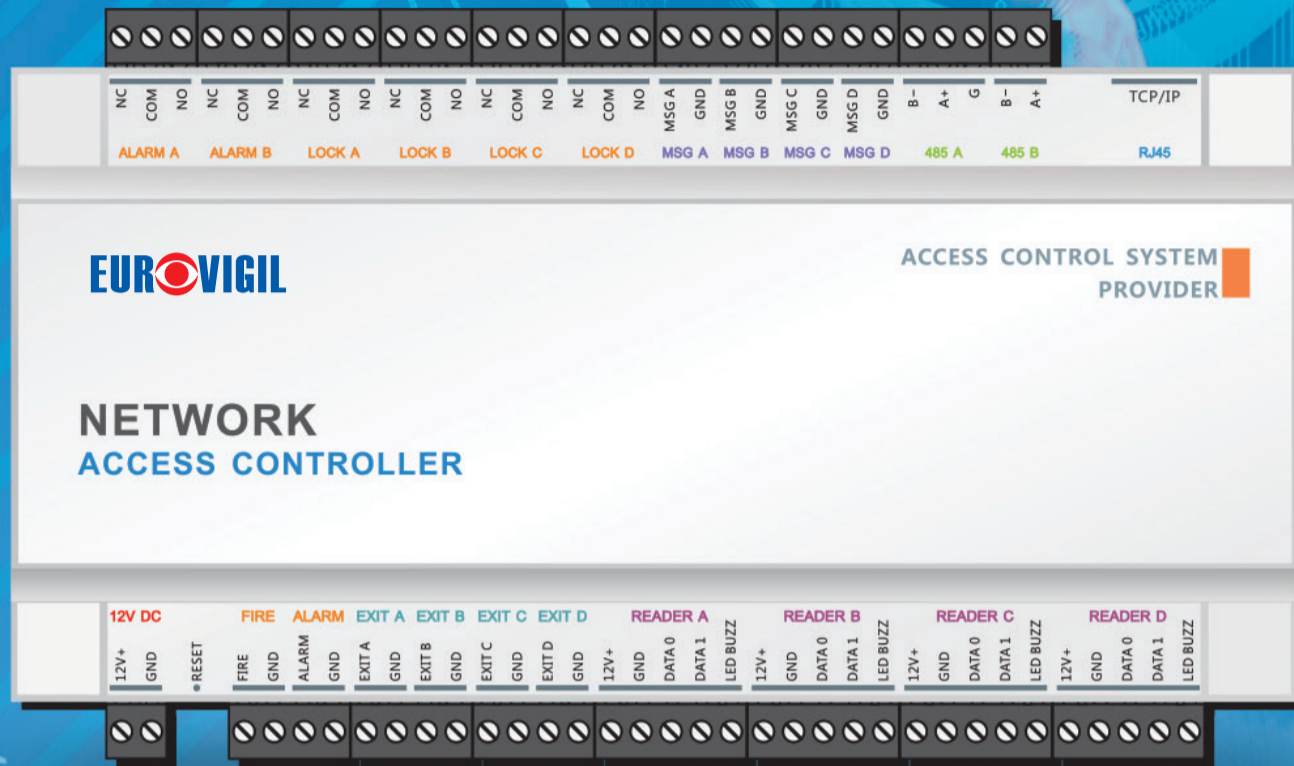 NC COM NO NC COM NO NC COM NO NC COM NO NC COM NO NC COM NO MSG A GND MSG B GND MSG C GND MSG D GND B- A+ G B- A+ TCP/IP
ALARM A ALARM B LOCK A LOCK B LOCK C LOCK D MSG A MSG B MSG C MSG D 485 A 485 B RJ45
EUROVIGIL
ACCESS CONTROL SYSTEM
PROVIDER
NETWORK
ACCESS CONTROLLER
12V DC FIRE ALARM EXIT A EXIT B EXIT C EXIT D READER A READER B READER C READER D
12V+ GND RESET FIRE GND ALARM GND EXIT A GND EXIT B GND EXIT C GND EXIT D GND 12V+ GND DATA 0 DATA 1 LED BUZZ 12V+ GND DATA 0 DATA 1 LED BUZZ 12V+ GND DATA 0 DATA 1 LED BUZZ 12V+ GND DATA 0 DATA 1 LED BUZZ